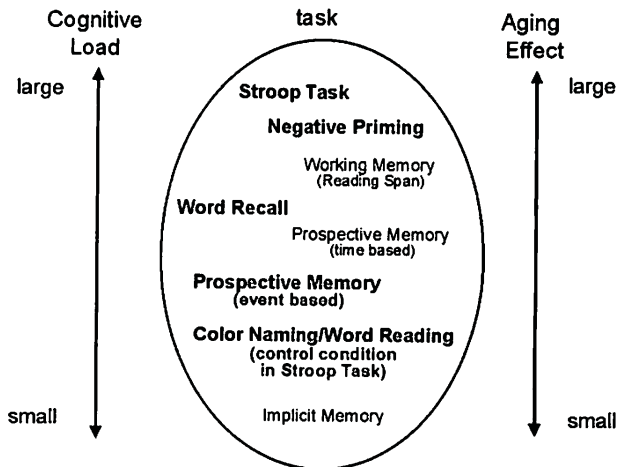 Cognitive
Load
task
Aging
Effect
large
large
Stroop Task
Negative Priming
Working Memory
(Reading Span)
Word Recall
Prospective Memory
(time based)
Prospective Memory
(event based)
Color Naming/Word Reading
(control condition
in Stroop Task)
Implicit Memory
small
small